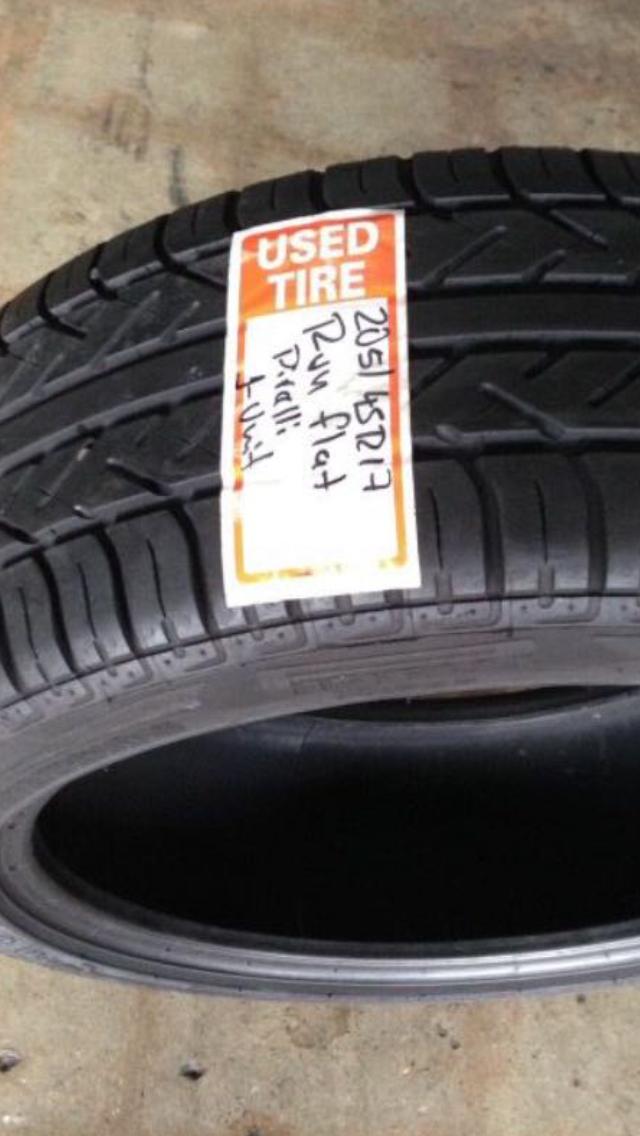 USED
TIRE
205/45R17
Run flat
Pirelli
1 Unit